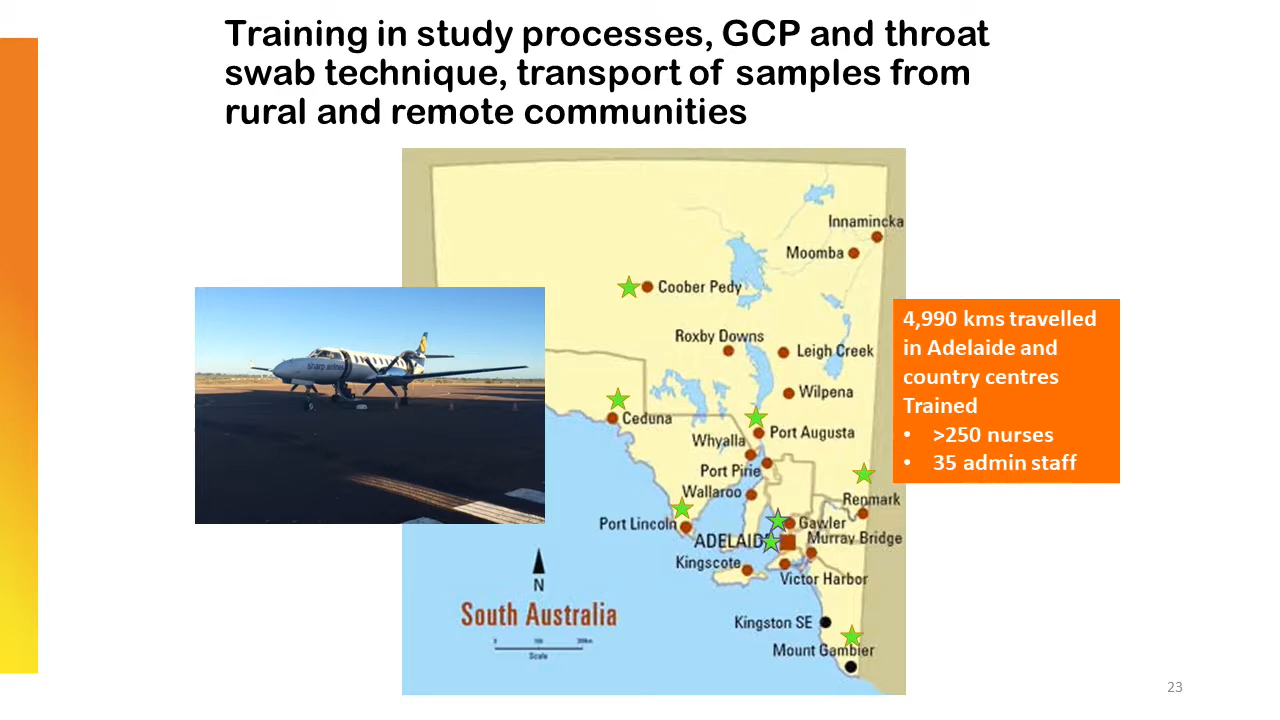 Training in study processes, GCP and throat
swab technique, transport of samples from
rural and remote communities
Innamincka
Moomba
Coober Pedy
Roxby Downs
Leigh Creek
Wilpena
Ceduna
Port Augusta
Whyalla
Port Pirie
Wallaroo
Renmark
Port Lincoln
Gawler
ADELAIDE
Murray Bridge
Kingscote
Victor Harbor
N
South Australia
Kingston SE
Scale
Mount Gambier
sharp airlines
4,990 kms travelled
in Adelaide and
country centres
Trained
• >250 nurses
• 35 admin staff
23